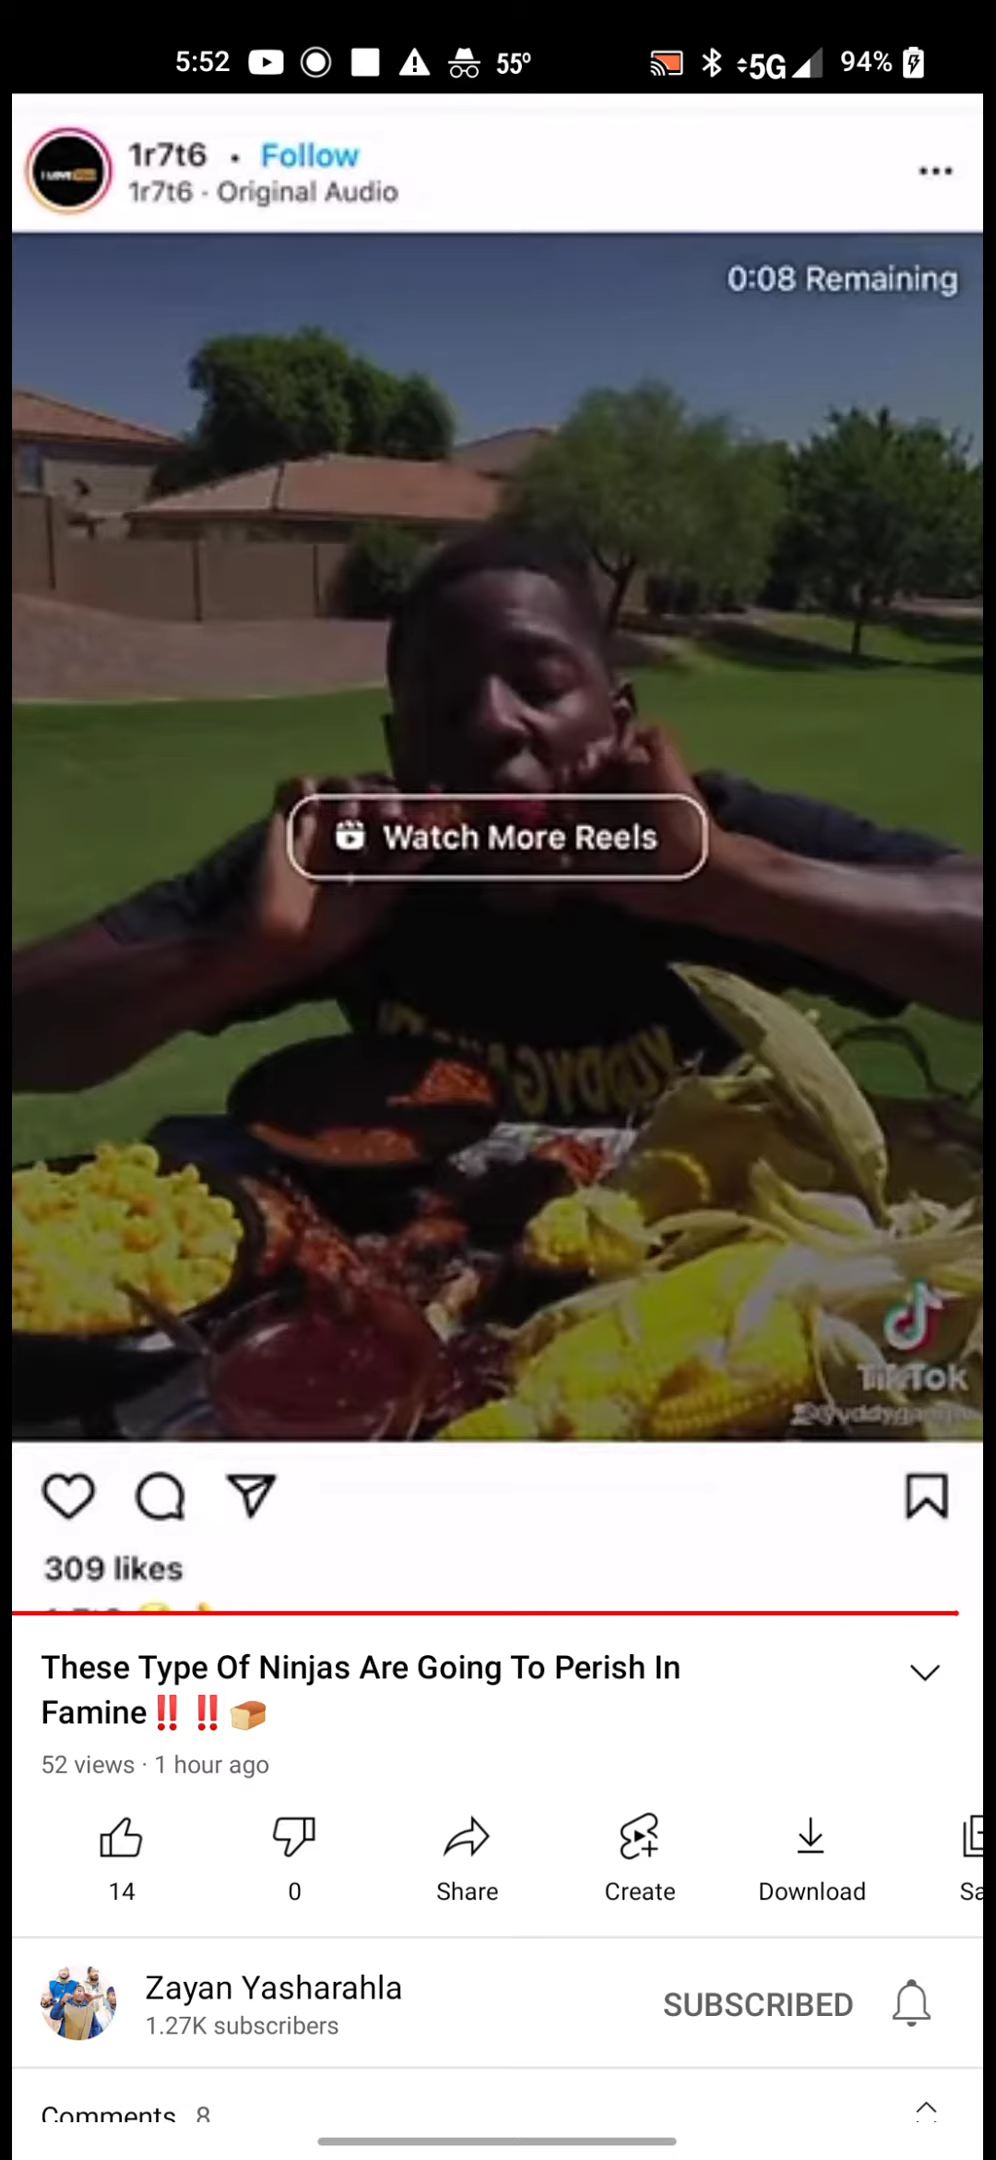 5:52 55° 5G 94%
1r7t6 • Follow
1r7t6 · Original Audio
0:08 Remaining
Watch More Reels
TikTok
309 likes
These Type Of Ninjas Are Going To Perish In
Famine‼️ ‼️ 🍞
52 views · 1 hour ago
14 0 Share Create Download Sa
Zayan Yasharahla
1.27K subscribers
SUBSCRIBED
Comments 8